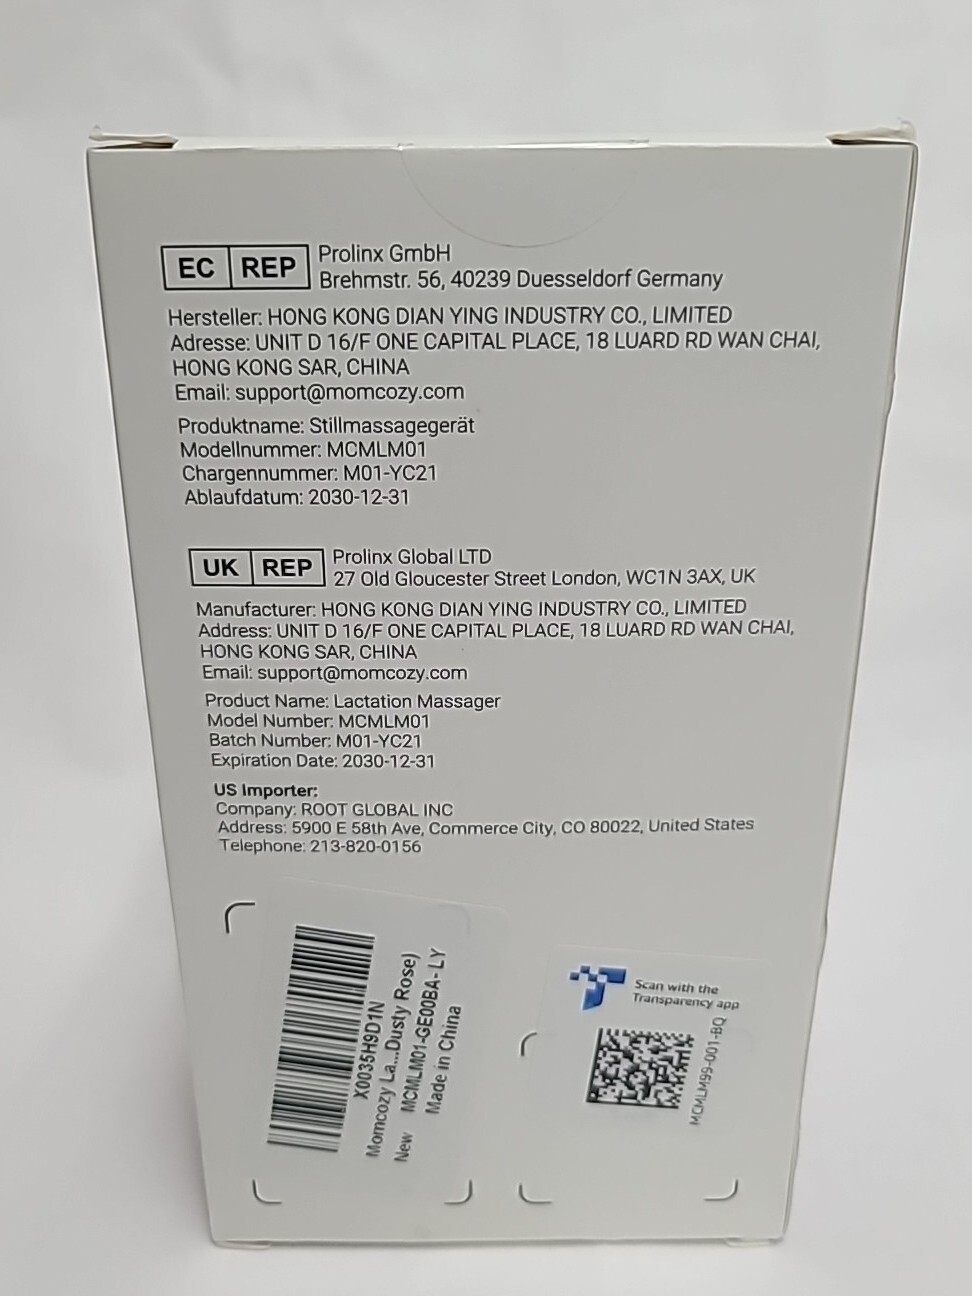 EC REP Prolinx GmbH
Brehmstr. 56, 40239 Duesseldorf Germany
Hersteller: HONG KONG DIAN YING INDUSTRY CO., LIMITED
Adresse: UNIT D 16/F ONE CAPITAL PLACE, 18 LUARD RD WAN CHAI,
HONG KONG SAR, CHINA
Email: support@momcozy.com
Produktname: Stillmassagegerät
Modellnummer: MCMLM01
Chargennummer: M01-YC21
Ablaufdatum: 2030-12-31
UK REP Prolinx Global LTD
27 Old Gloucester Street London, WC1N 3AX, UK
Manufacturer: HONG KONG DIAN YING INDUSTRY CO., LIMITED
Address: UNIT D 16/F ONE CAPITAL PLACE, 18 LUARD RD WAN CHAI,
HONG KONG SAR, CHINA
Email: support@momcozy.com
Product Name: Lactation Massager
Model Number: MCMLM01
Batch Number: M01-YC21
Expiration Date: 2030-12-31
US Importer:
Company: ROOT GLOBAL INC
Address: 5900 E 58th Ave, Commerce City, CO 80022, United States
Telephone: 213-820-0156
X0035H9D1N
Momcozy La...Dusty Rose)
New MCMLM01-GE00BA- LY
Made in China
Scan with the
Transparency app
MCMLM99-001-BQ